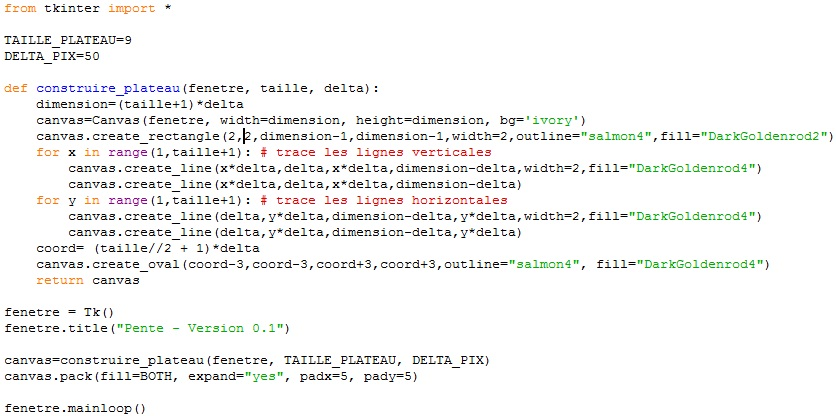 from tkinter import *

TAILLE_PLATEAU=9
DELTA_PIX=50

def construire_plateau(fenetre, taille, delta):
    dimension=(taille+1)*delta
    canvas=Canvas(fenetre, width=dimension, height=dimension, bg='ivory')
    canvas.create_rectangle(2,2,dimension-1,dimension-1,width=2,outline="salmon4",fill="DarkGoldenrod2")
    for x in range(1,taille+1): # trace les lignes verticales
        canvas.create_line(x*delta,delta,x*delta,dimension-delta,width=2,fill="DarkGoldenrod4")
        canvas.create_line(x*delta,delta,x*delta,dimension-delta)
    for y in range(1,taille+1): # trace les lignes horizontales
        canvas.create_line(delta,y*delta,dimension-delta,y*delta,width=2,fill="DarkGoldenrod4")
        canvas.create_line(delta,y*delta,dimension-delta,y*delta)
    coord= (taille//2 + 1)*delta
    canvas.create_oval(coord-3,coord-3,coord+3,coord+3,outline="salmon4", fill="DarkGoldenrod4")
    return canvas

fenetre = Tk()
fenetre.title("Pente - Version 0.1")

canvas=construire_plateau(fenetre, TAILLE_PLATEAU, DELTA_PIX)
canvas.pack(fill=BOTH, expand="yes", padx=5, pady=5)

fenetre.mainloop()